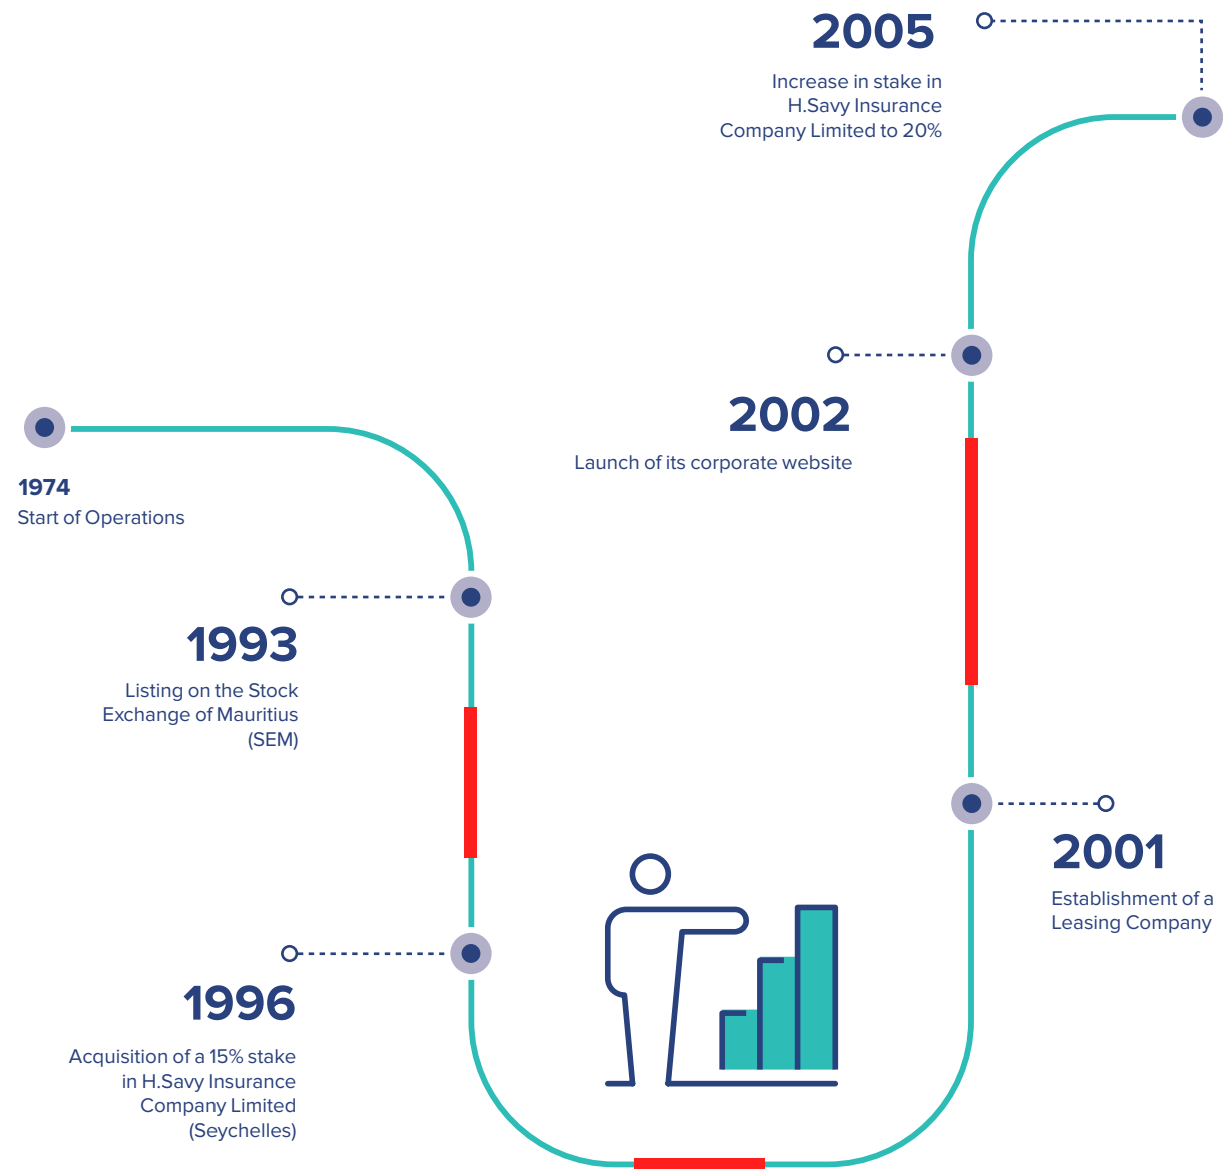 1974
Start of Operations
1993
Listing on the Stock
Exchange of Mauritius
(SEM)
1996
Acquisition of a 15% stake
in H.Savy Insurance
Company Limited
(Seychelles)
2001
Establishment of a
Leasing Company
2002
Launch of its corporate website
2005
Increase in stake in
H.Savy Insurance
Company Limited to 20%